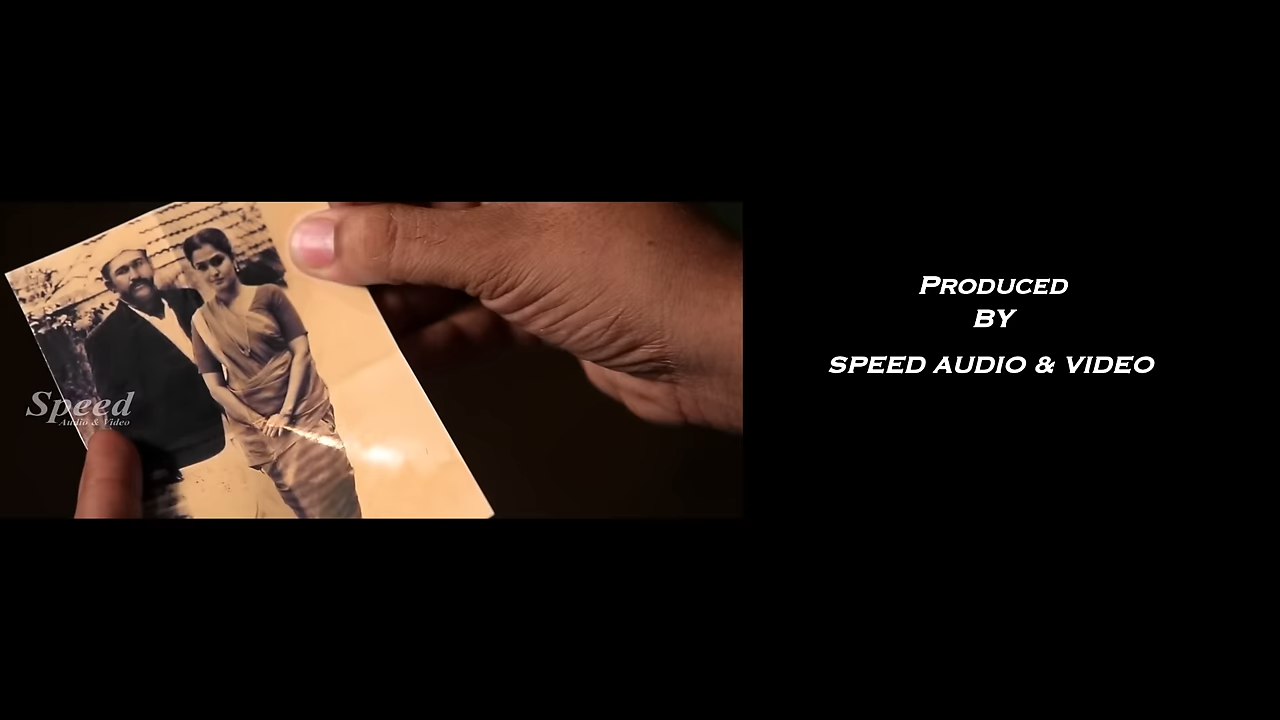 Speed
Audio & Video
PRODUCED
BY
SPEED AUDIO & VIDEO